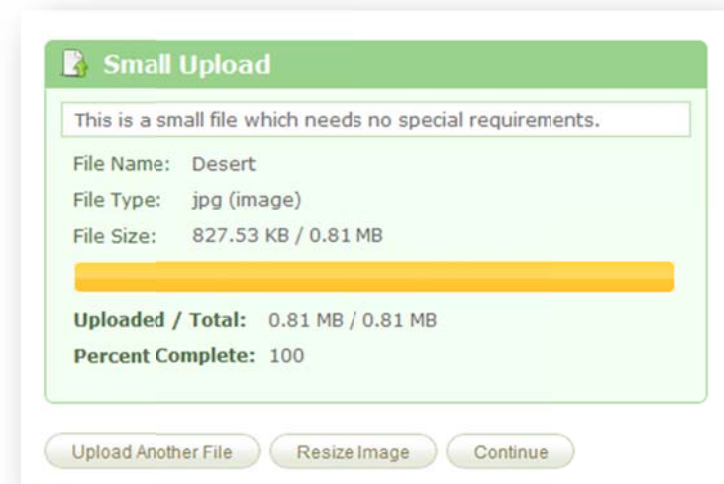 Small Upload
This is a small file which needs no special requirements.
File Name: Desert
File Type: jpg (image)
File Size: 827.53 KB / 0.81 MB
Uploaded / Total: 0.81 MB / 0.81 MB
Percent Complete: 100
Upload Another File Resize Image Continue